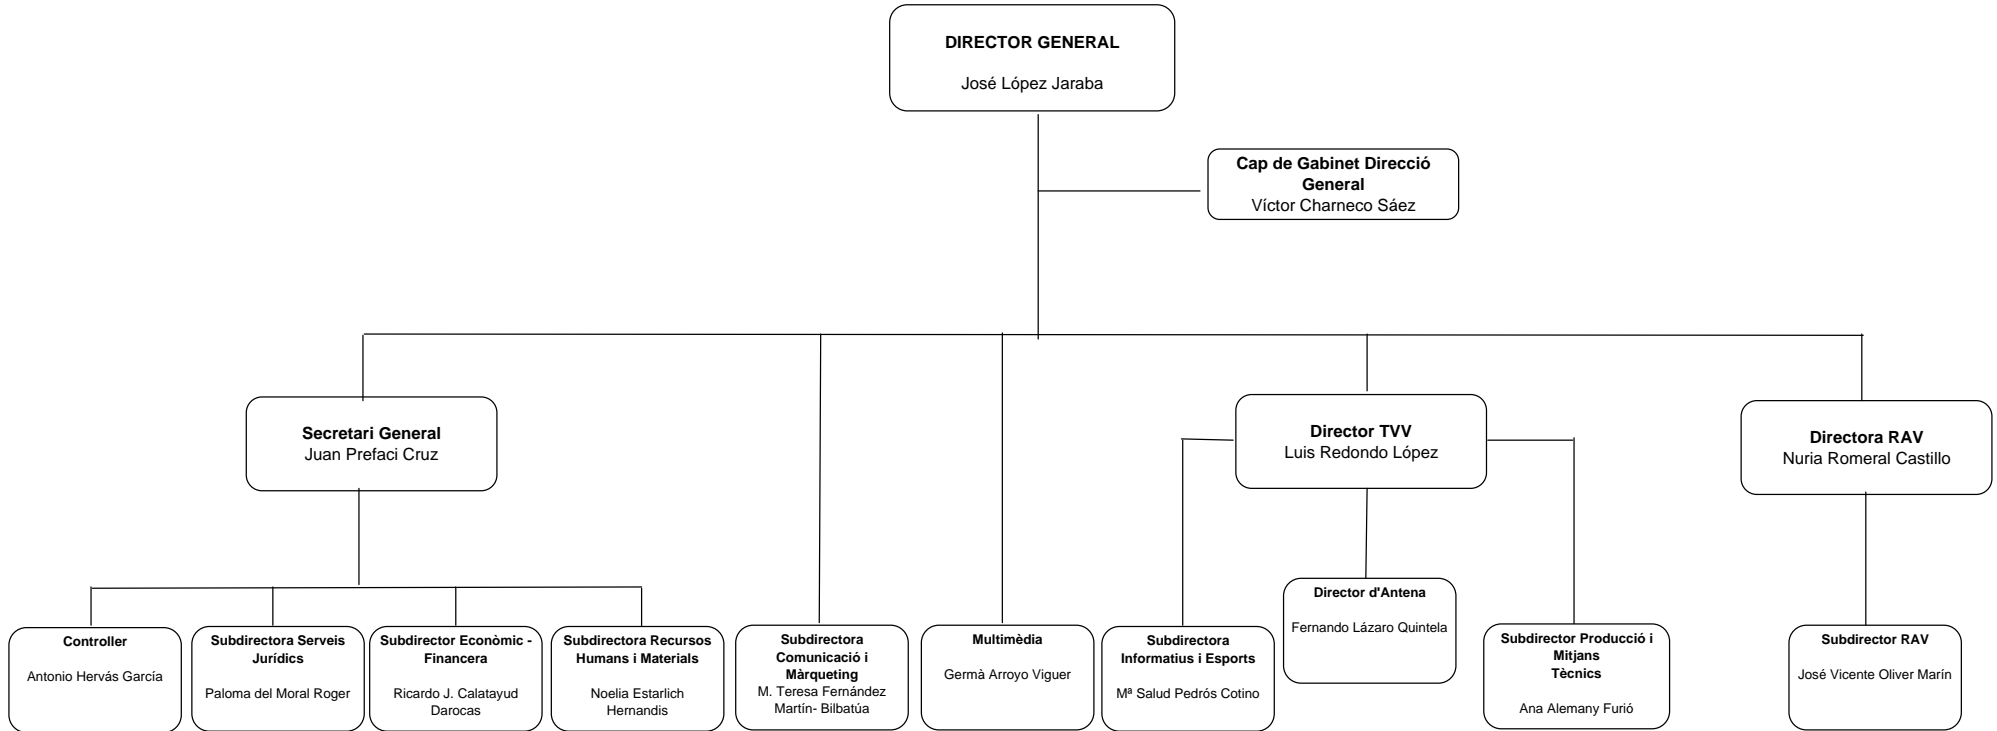 DIRECTOR GENERAL
José López Jaraba
Cap de Gabinet Direcció
General
Víctor Charneco Sáez
Secretari General
Juan Prefaci Cruz
Director TVV
Luis Redondo López
Directora RAV
Nuria Romeral Castillo
Controller
Antonio Hervás García
Subdirectora Serveis
Jurídics
Paloma del Moral Roger
Subdirector Econòmic -
Financera
Ricardo J. Calatayud
Darocas
Subdirectora Recursos
Humans i Materials
Noelia Estarlich
Hernandis
Subdirectora
Comunicació i
Màrqueting
M. Teresa Fernández
Martín- Bilbatúa
Multimèdia
Germà Arroyo Viguer
Subdirectora
Informatius i Esports
Mª Salud Pedrós Cotino
Director d'Antena
Fernando Lázaro Quintela
Subdirector Producció i
Mitjans
Tècnics
Ana Alemany Furió
Subdirector RAV
José Vicente Oliver Marín